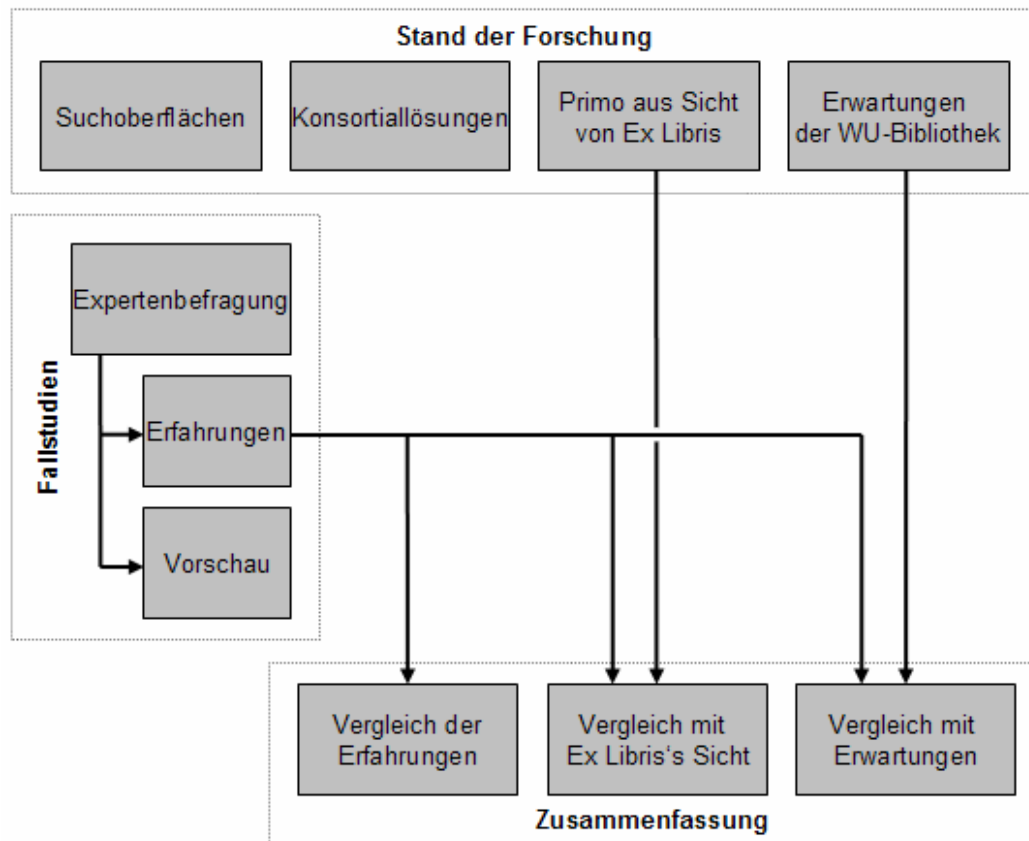 Stand der Forschung
Suchoberflächen
Konsortiallösungen
Primo aus Sicht
von Ex Libris
Erwartungen
der WU-Bibliothek
Fallstudien
Expertenbefragung
Erfahrungen
Vorschau
Vergleich der
Erfahrungen
Vergleich mit
Ex Libris‘s Sicht
Vergleich mit
Erwartungen
Zusammenfassung